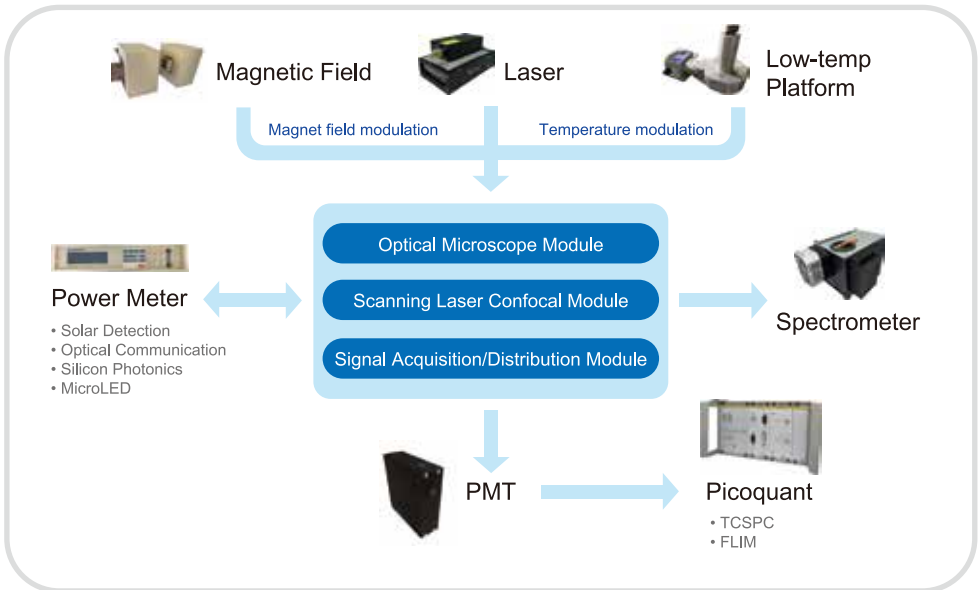 Magnetic Field
Laser
Low-temp
Platform
Magnet field modulation
Temperature modulation
Optical Microscope Module
Scanning Laser Confocal Module
Signal Acquisition/Distribution Module
Power Meter
• Solar Detection
• Optical Communication
• Silicon Photonics
• MicroLED
Spectrometer
PMT
Picoquant
• TCSPC
• FLIM